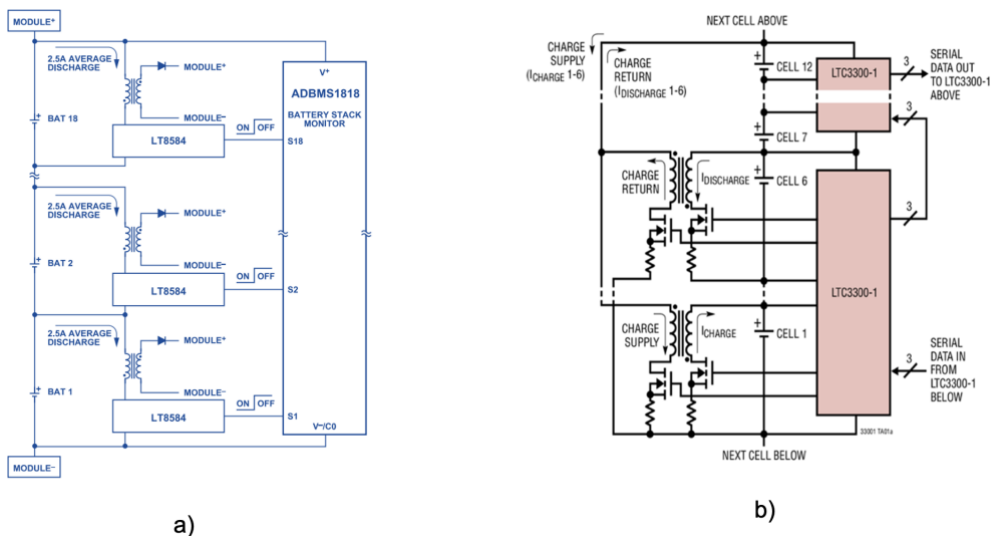 MODULE+
2.5A AVERAGE
DISCHARGE
MODULE+
V+
ADBMS1818
BATTERY STACK
MONITOR
BAT 18
MODULE−
ON OFF
LT8584
S18
2.5A AVERAGE
DISCHARGE
MODULE+
BAT 2
MODULE−
ON OFF
LT8584
S2
2.5A AVERAGE
DISCHARGE
MODULE+
BAT 1
MODULE−
ON OFF
LT8584
S1
V−/C0
MODULE−
a)
NEXT CELL ABOVE
CHARGE
SUPPLY
(ICHARGE 1-6)
CHARGE
RETURN
(IDISCHARGE 1-6)
+
CELL 12
LTC3300-1
3
SERIAL
DATA OUT
TO LTC3300-1
ABOVE
+
CELL 7
3
CHARGE
RETURN
IDISCHARGE
+
CELL 6
3
LTC3300-1
CHARGE
SUPPLY
ICHARGE
+
CELL 1
3
SERIAL
DATA IN
FROM
LTC3300-1
BELOW
33001 TA01a
NEXT CELL BELOW
b)